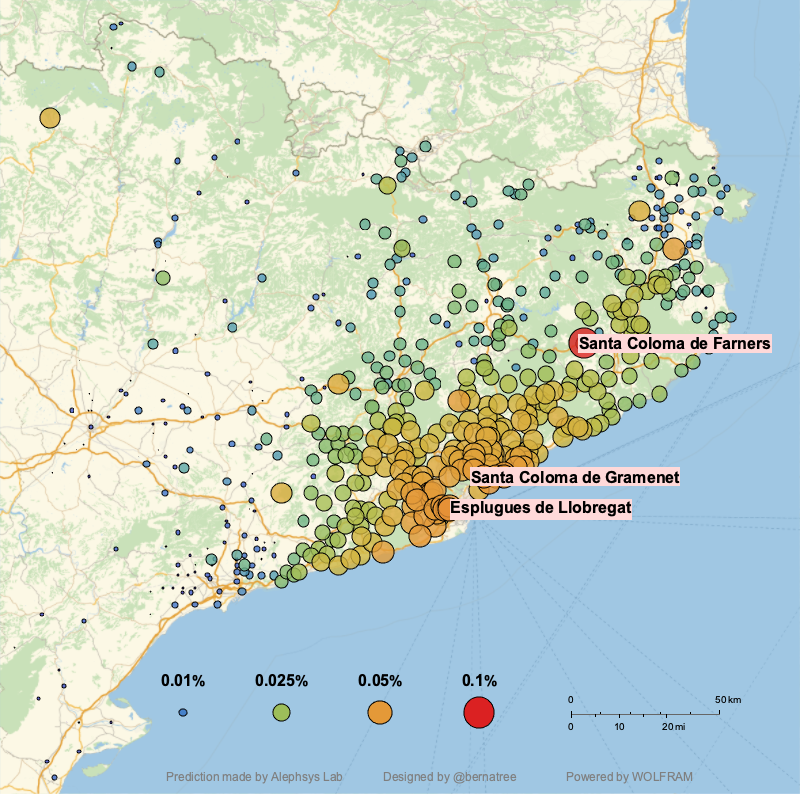 Santa Coloma de Farners
Santa Coloma de Gramenet
Esplugues de Llobregat
0.01% 0.025% 0.05% 0.1%
0 50 km
0 10 20 mi
Prediction made by Alephsys Lab Designed by @bernatree Powered by WOLFRAM